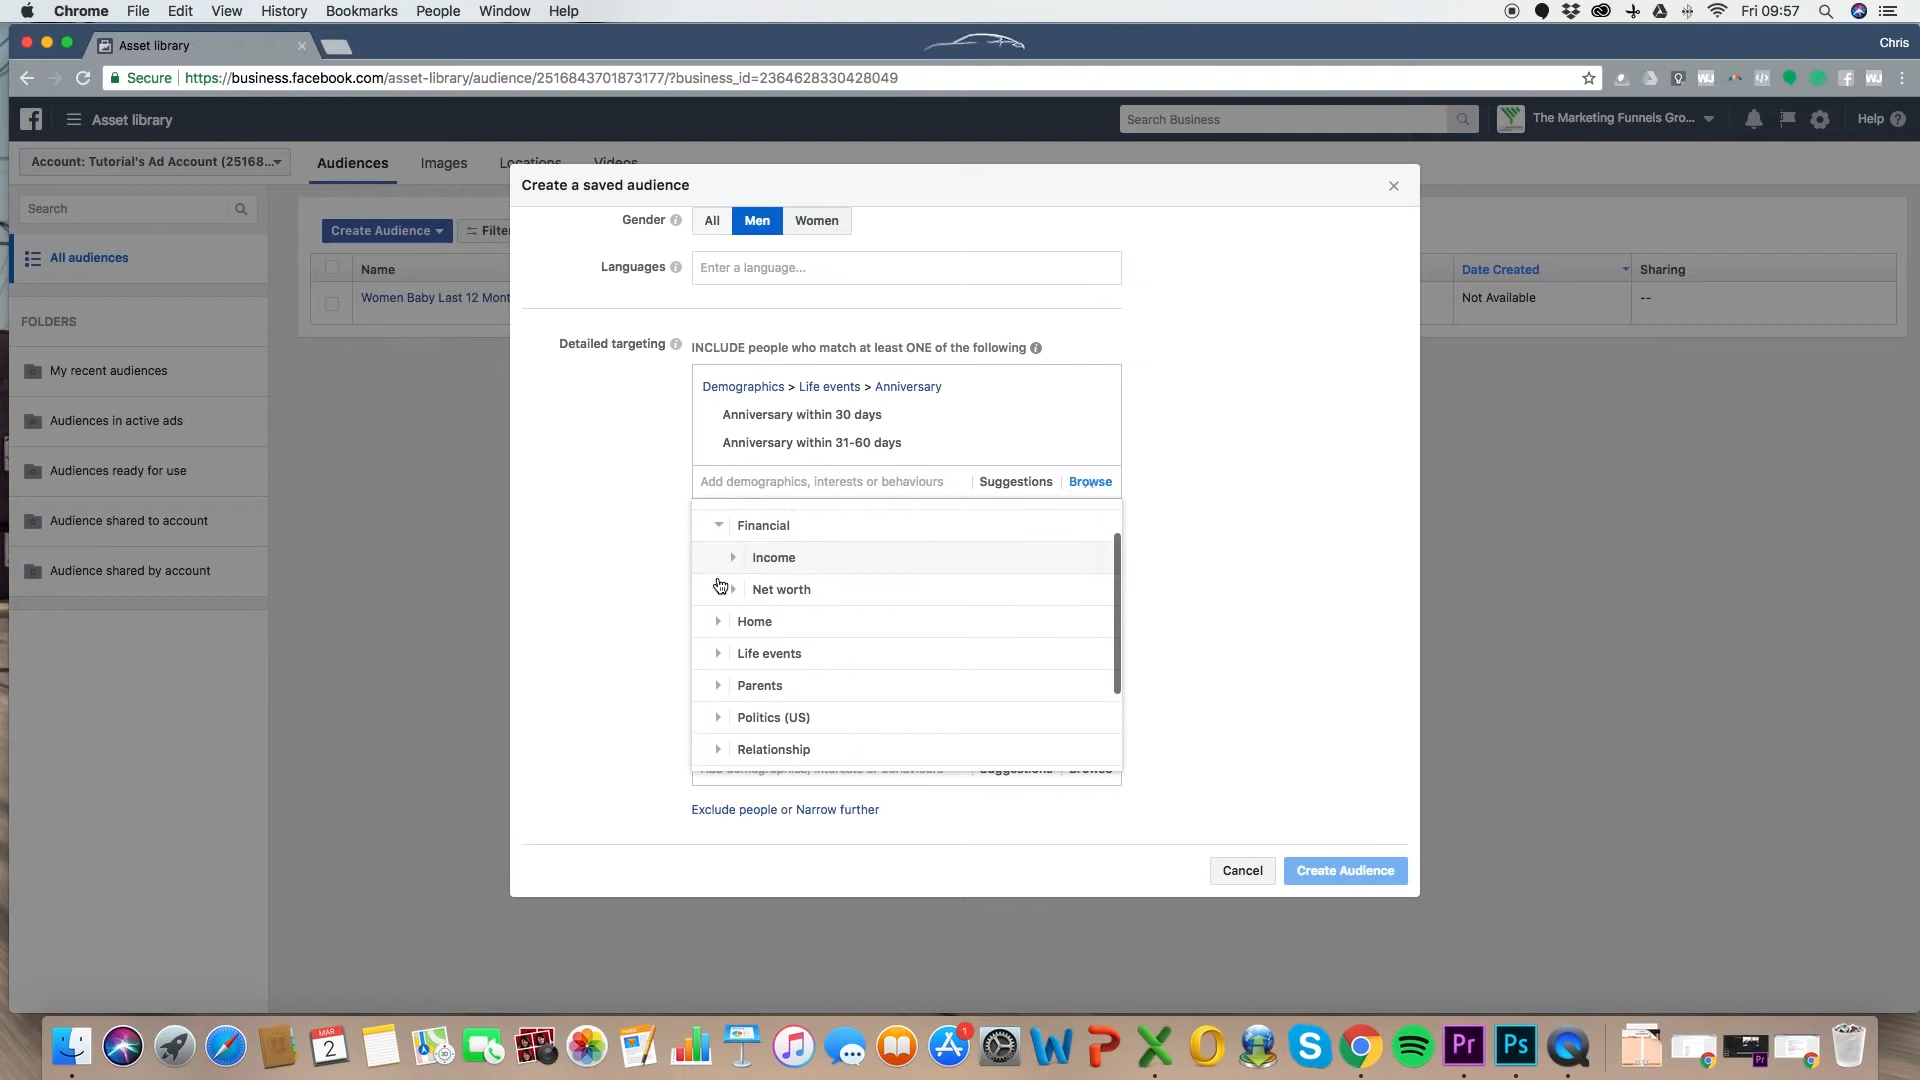 Chrome File Edit View History Bookmarks People Window Help Fri 09:57
Asset library Chris
Secure https://business.facebook.com/asset-library/audience/2516843701873177/?business_id=2364628330428049
Asset library Search Business The Marketing Funnels Gro... Help
Account: Tutorial's Ad Account (25168... Audiences Images Locations Videos
Search
All audiences
FOLDERS
My recent audiences
Audiences in active ads
Audiences ready for use
Audience shared to account
Audience shared by account
Create Audience Filter
Name Date Created Sharing
Women Baby Last 12 Mont Not Available --
Create a saved audience
Gender All Men Women
Languages Enter a language...
Detailed targeting INCLUDE people who match at least ONE of the following
Demographics > Life events > Anniversary
Anniversary within 30 days
Anniversary within 31-60 days
Add demographics, interests or behaviours Suggestions Browse
Financial
Income
Net worth
Home
Life events
Parents
Politics (US)
Relationship
Add demographics, interests or behaviours Suggestions Browse
Exclude people or Narrow further
Cancel Create Audience
MAR
2
1
Pr Ps